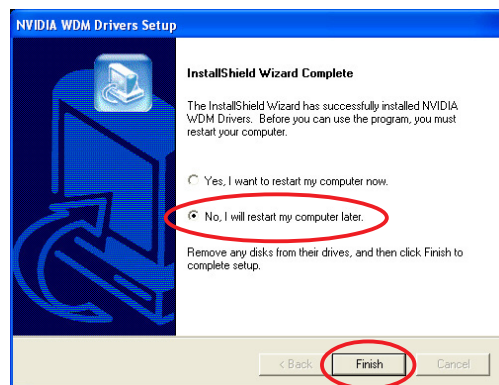 NVIDIA WDM Drivers Setup
InstallShield Wizard Complete
The InstallShield Wizard has successfully installed NVIDIA
WDM Drivers. Before you can use the program, you must
restart your computer.
Yes, I want to restart my computer now.
No, I will restart my computer later.
Remove any disks from their drives, and then click Finish to
complete setup.
< Back
Finish
Cancel